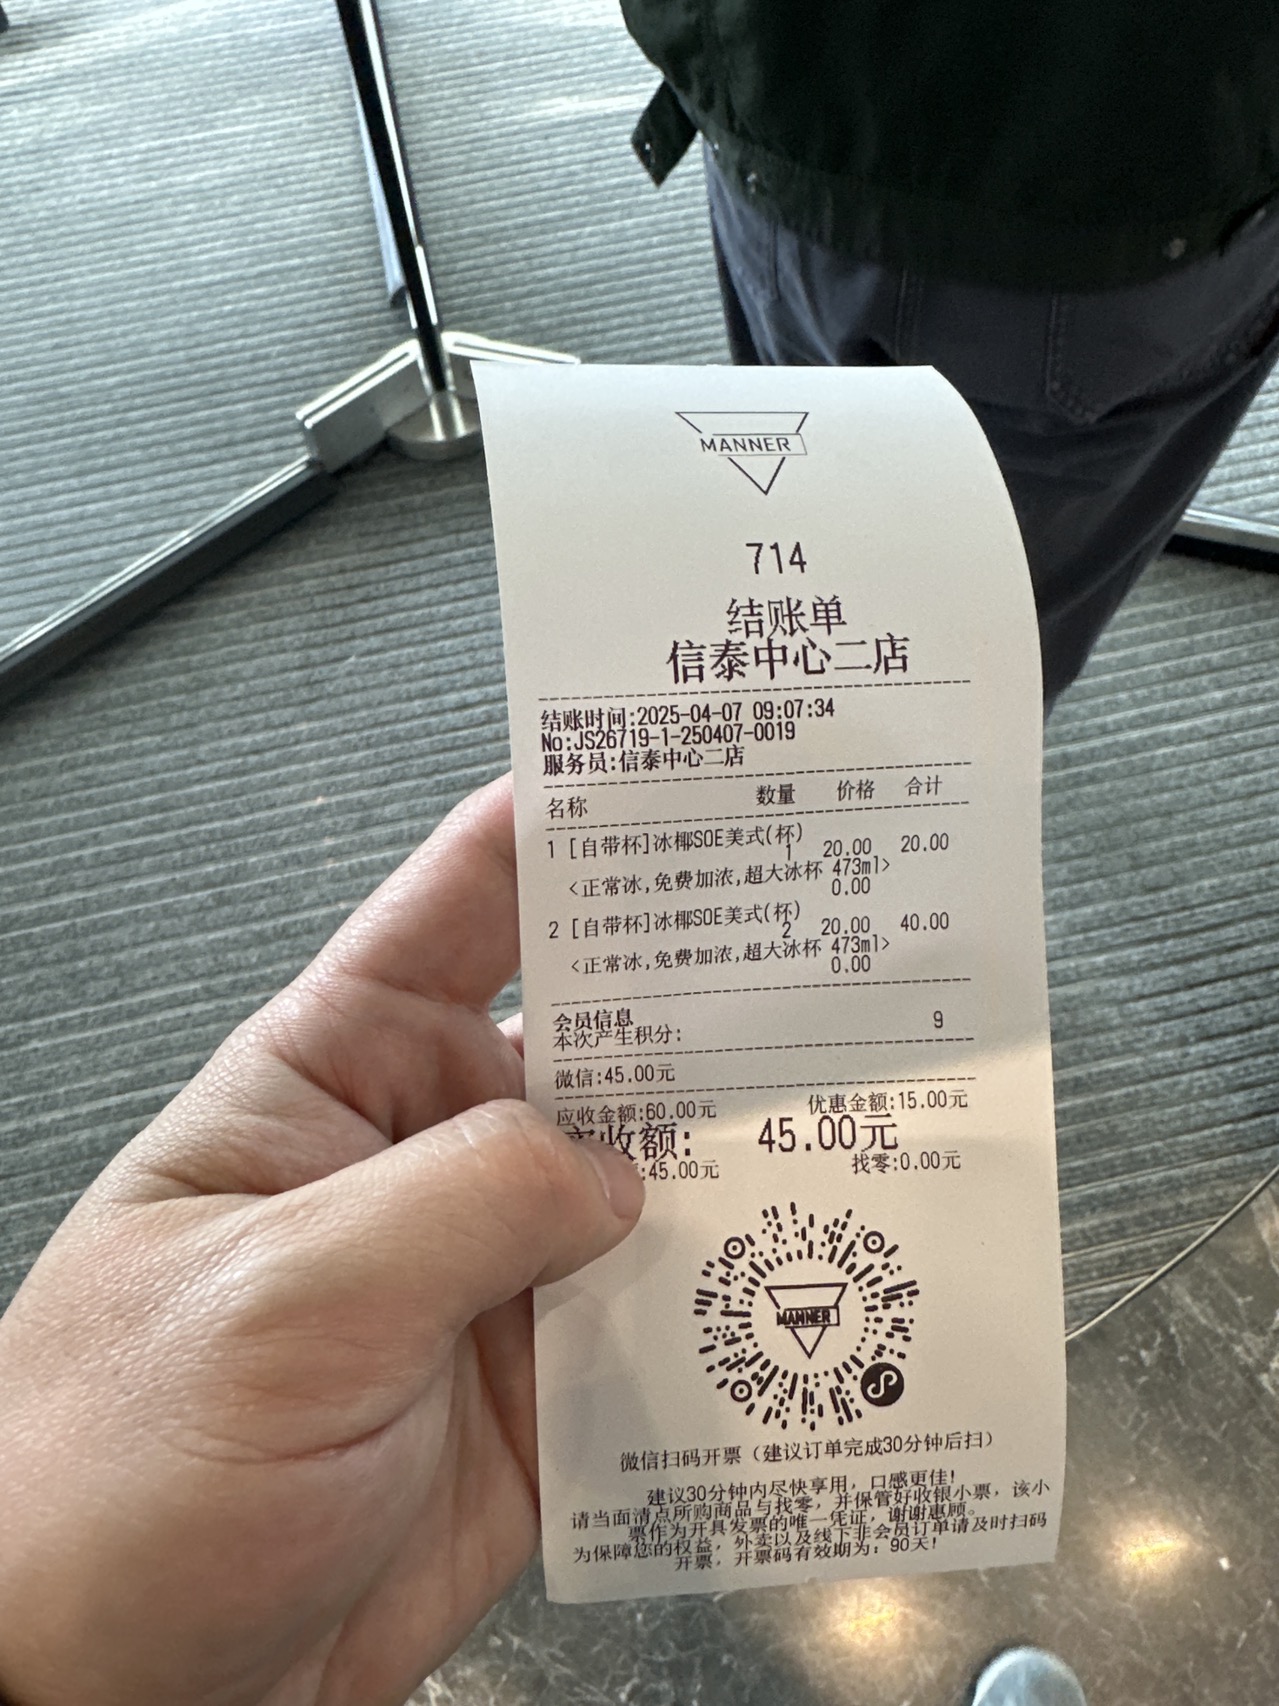 MANNER
714
结账单
信泰中心二店
结账时间:2025-04-07 09:07:34
No:JS26719-1-250407-0019
服务员:信泰中心二店
名称 数量 价格 合计
1 [自带杯]冰椰SOE美式(杯)
1 20.00 20.00
<正常冰,免费加浓,超大冰杯 473ml>
0.00
2 [自带杯]冰椰SOE美式(杯)
2 20.00 40.00
<正常冰,免费加浓,超大冰杯 473ml>
0.00
会员信息
本次产生积分: 9
微信:45.00元
应收金额:60.00元 优惠金额:15.00元
收额: 45.00元
:45.00元 找零:0.00元
MANNER
微信扫码开票（建议订单完成30分钟后扫）
建议30分钟内尽快享用，口感更佳!
请当面清点所购商品与找零，并保管好收银小票，该小
票作为开具发票的唯一凭证，谢谢惠顾。
为保障您的权益，外卖以及线下非会员订单请及时扫码
开票，开票码有效期为：90天!